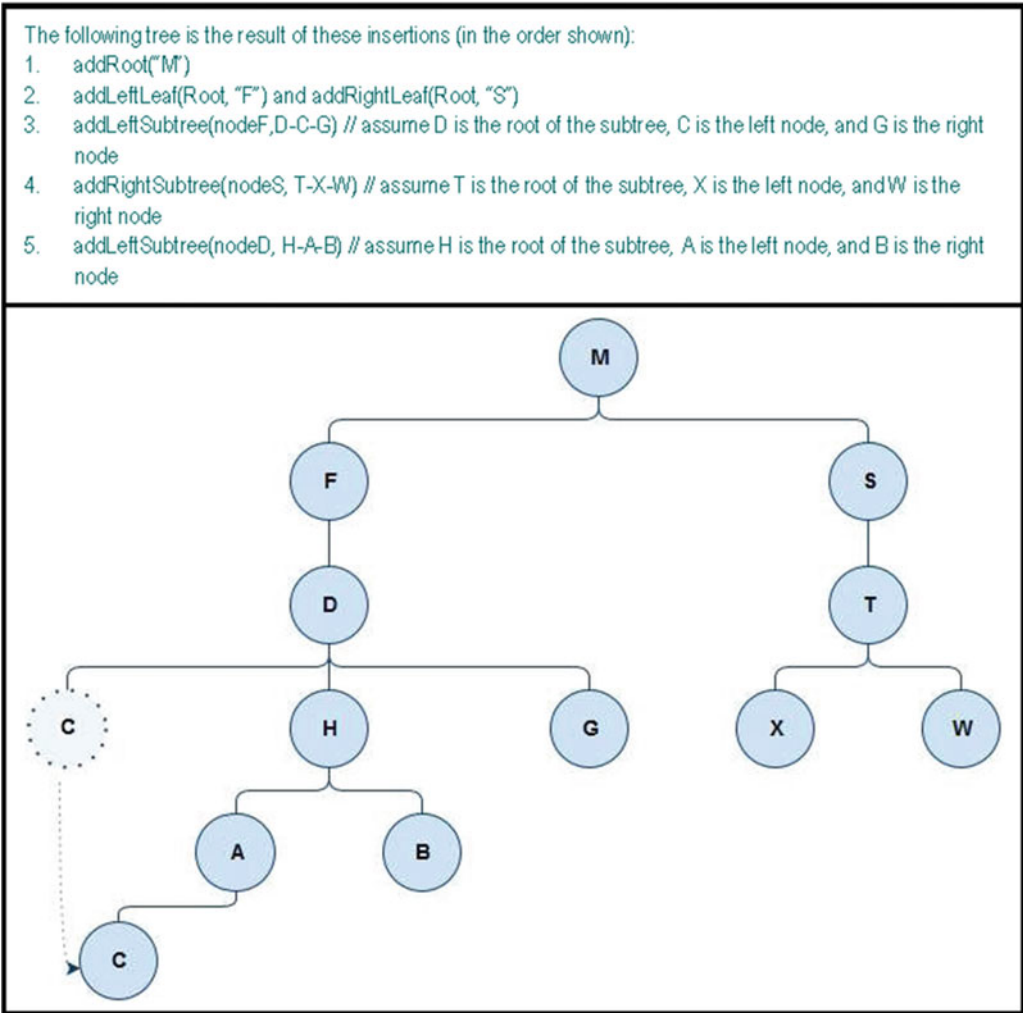 The following tree is the result of these insertions (in the order shown):
1. addRoot("M")
2. addLeftLeaf(Root, "F") and addRightLeaf(Root, "S")
3. addLeftSubtree(nodeF,D-C-G) // assume D is the root of the subtree, C is the left node, and G is the right
node
4. addRightSubtree(nodeS, T-X-W) // assume T is the root of the subtree, X is the left node, and W is the
right node
5. addLeftSubtree(nodeD, H-A-B) // assume H is the root of the subtree, A is the left node, and B is the right
node
M
F S
D T
C H G X W
A B
C